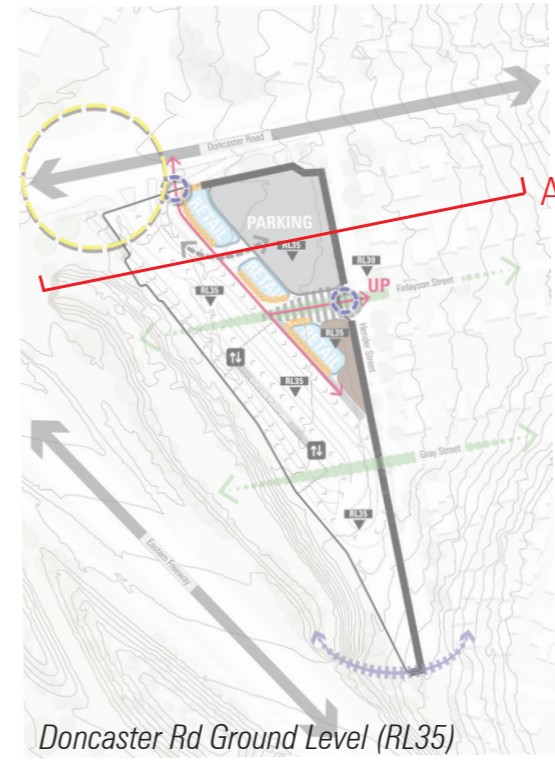 Doncaster Road
A
RETAIL
PARKING
RL35
RL39
RETAIL
UP
Finlayson Street
RL35
RETAIL
RL35
Hender Street
RL35
Gray Street
RL35
Eastern Freeway
Doncaster Rd Ground Level (RL35)